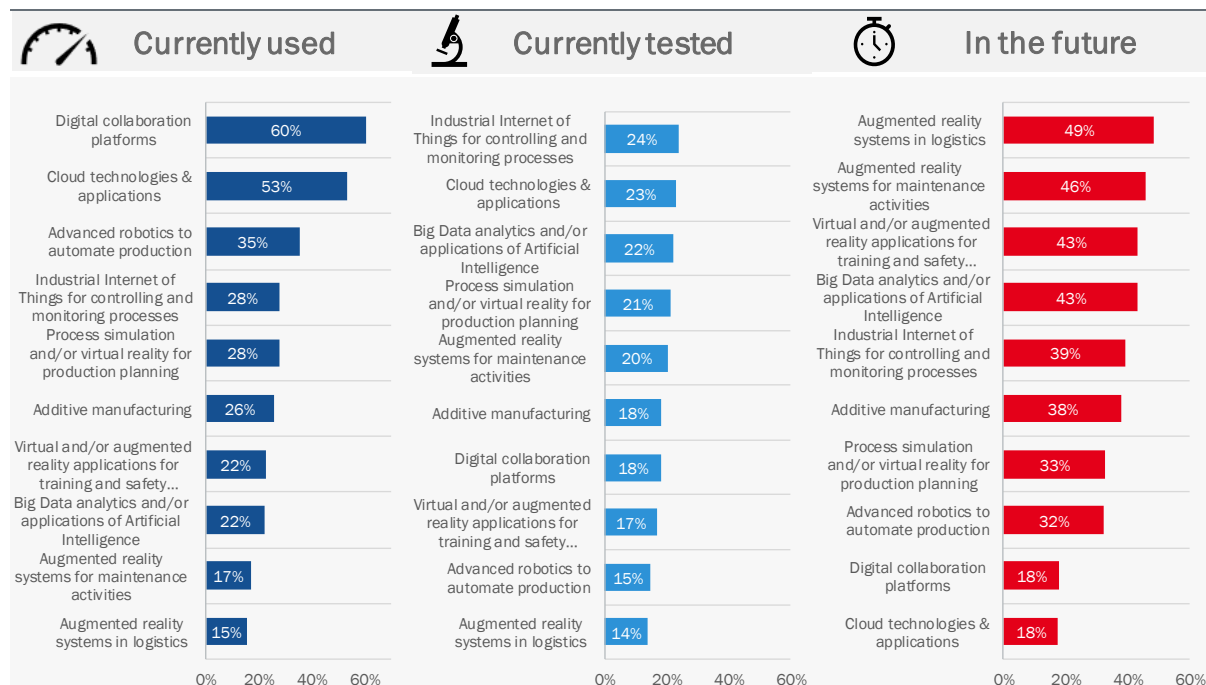 Currently used
Digital collaboration
platforms
60%
Cloud technologies &
applications
53%
Advanced robotics to
automate production
35%
Industrial Internet of
Things for controlling and
monitoring processes
28%
Process simulation
and/or virtual reality for
production planning
28%
Additive manufacturing
26%
Virtual and/or augmented
reality applications for
training and safety...
22%
Big Data analytics and/or
applications of Artificial
Intelligence
22%
Augmented reality
systems for maintenance
activities
17%
Augmented reality
systems in logistics
15%
0% 20% 40% 60%
Currently tested
Industrial Internet of
Things for controlling and
monitoring processes
24%
Cloud technologies &
applications
23%
Big Data analytics and/or
applications of Artificial
Intelligence
22%
Process simulation
and/or virtual reality for
production planning
21%
Augmented reality
systems for maintenance
activities
20%
Additive manufacturing
18%
Digital collaboration
platforms
18%
Virtual and/or augmented
reality applications for
training and safety...
17%
Advanced robotics to
automate production
15%
Augmented reality
systems in logistics
14%
0% 20% 40% 60%
In the future
Augmented reality
systems in logistics
49%
Augmented reality
systems for maintenance
activities
46%
Virtual and/or augmented
reality applications for
training and safety...
43%
Big Data analytics and/or
applications of Artificial
Intelligence
43%
Industrial Internet of
Things for controlling and
monitoring processes
39%
Additive manufacturing
38%
Process simulation
and/or virtual reality for
production planning
33%
Advanced robotics to
automate production
32%
Digital collaboration
platforms
18%
Cloud technologies &
applications
18%
0% 20% 40% 60%